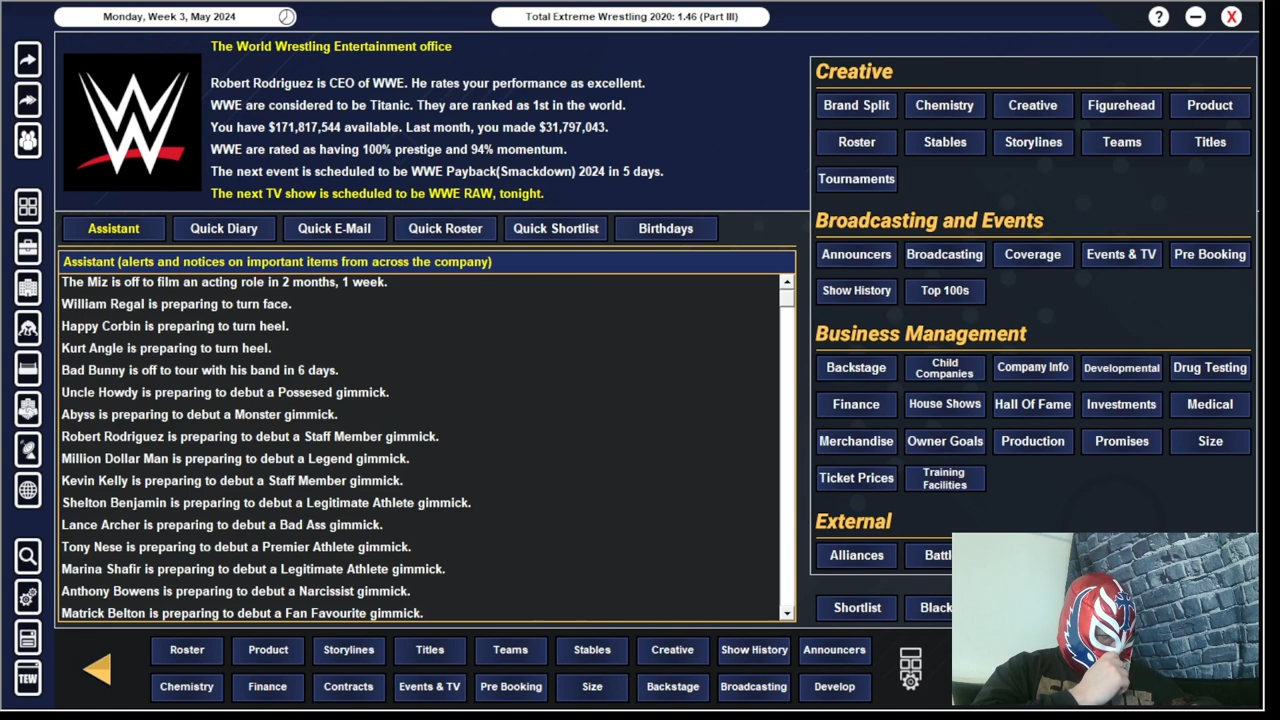 Monday, Week 3, May 2024
Total Extreme Wrestling 2020: 1.46 (Part III)
?
X
The World Wrestling Entertainment office
Robert Rodriguez is CEO of WWE. He rates your performance as excellent.
WWE are considered to be Titanic. They are ranked as 1st in the world.
You have $171,817,544 available. Last month, you made $31,797,043.
WWE are rated as having 100% prestige and 94% momentum.
The next event is scheduled to be WWE Payback(Smackdown) 2024 in 5 days.
The next TV show is scheduled to be WWE RAW, tonight.
Assistant Quick Diary Quick E-Mail Quick Roster Quick Shortlist Birthdays
Assistant (alerts and notices on important items from across the company)
The Miz is off to film an acting role in 2 months, 1 week.
William Regal is preparing to turn face.
Happy Corbin is preparing to turn heel.
Kurt Angle is preparing to turn heel.
Bad Bunny is off to tour with his band in 6 days.
Uncle Howdy is preparing to debut a Possesed gimmick.
Abyss is preparing to debut a Monster gimmick.
Robert Rodriguez is preparing to debut a Staff Member gimmick.
Million Dollar Man is preparing to debut a Legend gimmick.
Kevin Kelly is preparing to debut a Staff Member gimmick.
Shelton Benjamin is preparing to debut a Legitimate Athlete gimmick.
Lance Archer is preparing to debut a Bad Ass gimmick.
Tony Nese is preparing to debut a Premier Athlete gimmick.
Marina Shafir is preparing to debut a Legitimate Athlete gimmick.
Anthony Bowens is preparing to debut a Narcissist gimmick.
Matrick Belton is preparing to debut a Fan Favourite gimmick.
Creative
Brand Split Chemistry Creative Figurehead Product
Roster Stables Storylines Teams Titles
Tournaments
Broadcasting and Events
Announcers Broadcasting Coverage Events & TV Pre Booking
Show History Top 100s
Business Management
Backstage Child Companies Company Info Developmental Drug Testing
Finance House Shows Hall Of Fame Investments Medical
Merchandise Owner Goals Production Promises Size
Ticket Prices Training Facilities
External
Alliances Battl
Shortlist Black
Roster Product Storylines Titles Teams Stables Creative Show History Announcers
Chemistry Finance Contracts Events & TV Pre Booking Size Backstage Broadcasting Develop
TEW